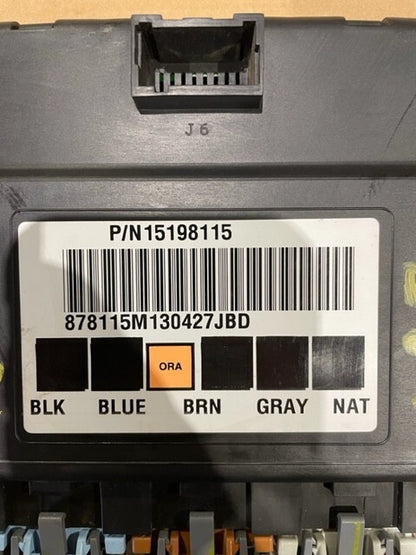 J6
P/N15198115
878115M130427JBD
ORA
BLK BLUE BRN GRAY NAT